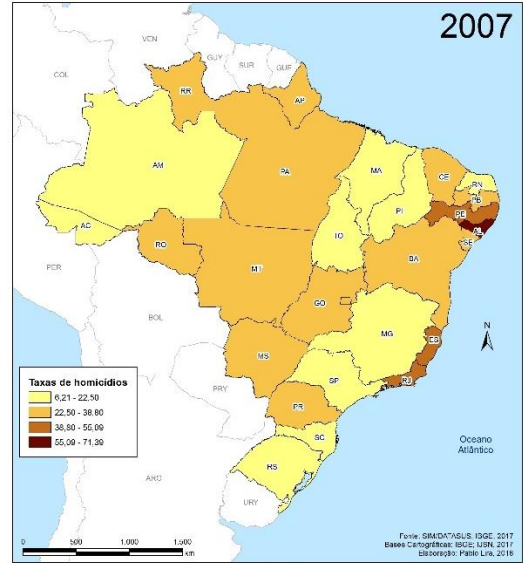 2007
VEN
GUY
SUR
GUF
COL
RR
AP
AM
PA
MA
CE
RN
PB
PI
PE
AL
SE
AC
TO
RO
BA
MT
PER
GO
BOL
MG
ES
MS
SP
RJ
PRY
PR
SC
RS
ARG
URY
N
Oceano
Atlântico
Taxas de homicídios
6,21 - 22,50
22,50 - 38,80
38,80 - 55,09
55,09 - 71,39
0 500 1.000 1.500
km
Fonte: SIM/DATASUS, IBGE, 2017
Bases Cartográficas: IBGE; IJSN, 2017
Elaboração: Pablo Lira, 2018